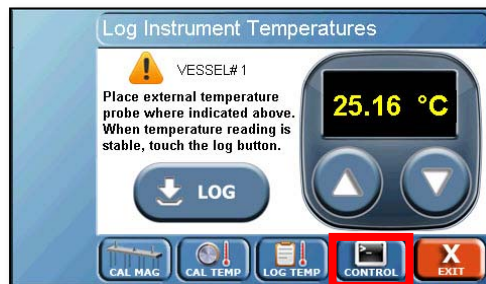 Log Instrument Temperatures
VESSEL# 1
Place external temperature
probe where indicated above.
When temperature reading is
stable, touch the log button.
25.16 °C
LOG
CAL MAG
CAL TEMP
LOG TEMP
CONTROL
X
EXIT